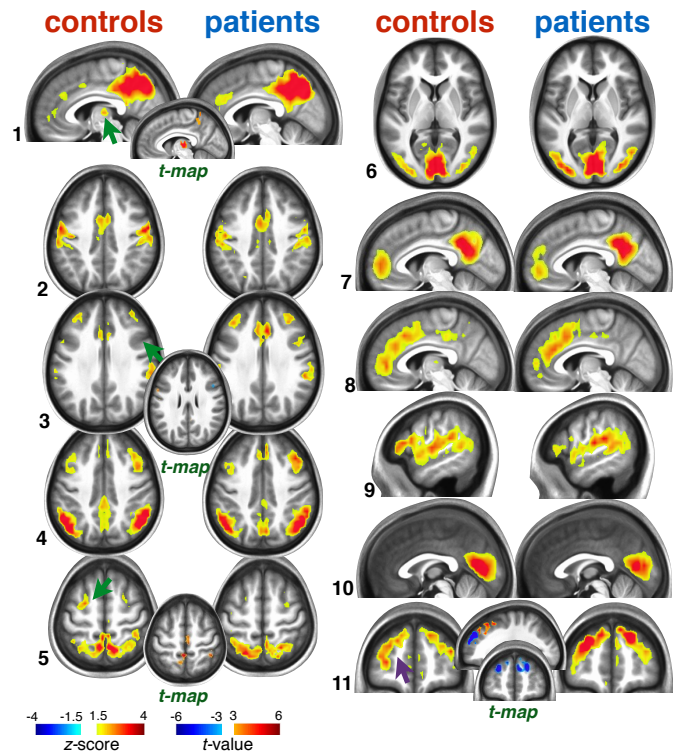 controls patients controls patients
1
t-map
2
3
t-map
4
5
t-map
6
7
8
9
10
11
t-map
-4 -1.5 1.5 4 -6 -3 3 6
z-score t-value